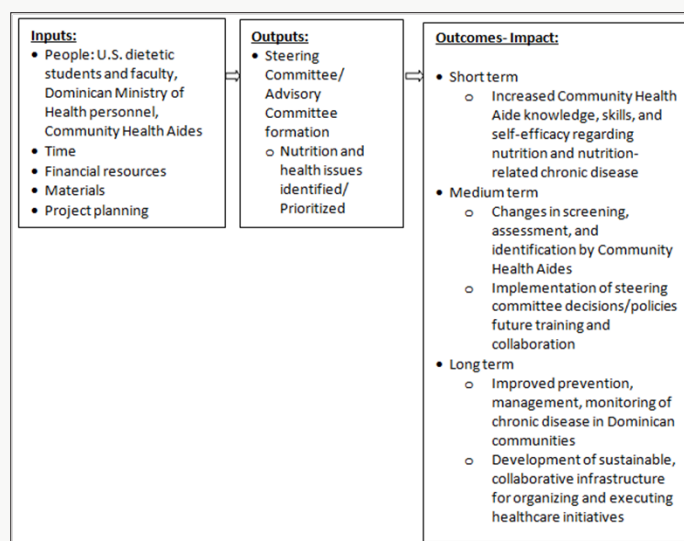 Inputs:
• People: U.S. dietetic
students and faculty,
Dominican Ministry of
Health personnel,
Community Health Aides
• Time
• Financial resources
• Materials
• Project planning
Outputs:
• Steering
Committee/
Advisory
Committee
formation
o Nutrition and
health issues
identified/
Prioritized
Outcomes- Impact:
• Short term
o Increased Community Health
Aide knowledge, skills, and
self-efficacy regarding
nutrition and nutrition-
related chronic disease
• Medium term
o Changes in screening,
assessment, and
identification by Community
Health Aides
o Implementation of steering
committee decisions/policies
future training and
collaboration
• Long term
o Improved prevention,
management, monitoring of
chronic disease in Dominican
communities
o Development of sustainable,
collaborative infrastructure
for organizing and executing
healthcare initiatives